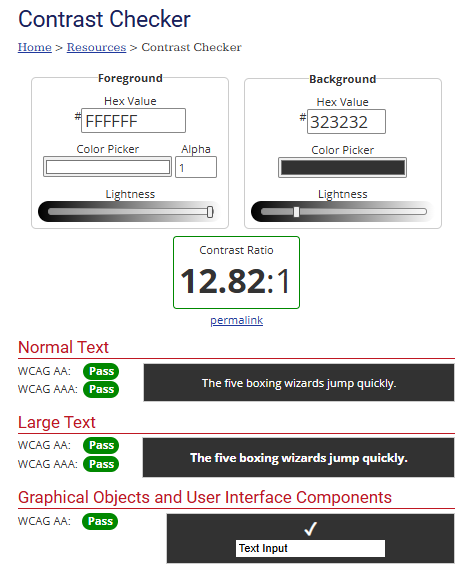 Contrast Checker
Home > Resources > Contrast Checker
Foreground
Hex Value
# FFFFFF
Color Picker
Alpha
1
Lightness
Background
Hex Value
# 323232
Color Picker
Lightness
Contrast Ratio
12.82:1
permalink
Normal Text
WCAG AA: Pass
WCAG AAA: Pass
The five boxing wizards jump quickly.
Large Text
WCAG AA: Pass
WCAG AAA: Pass
The five boxing wizards jump quickly.
Graphical Objects and User Interface Components
WCAG AA: Pass
✓
Text Input